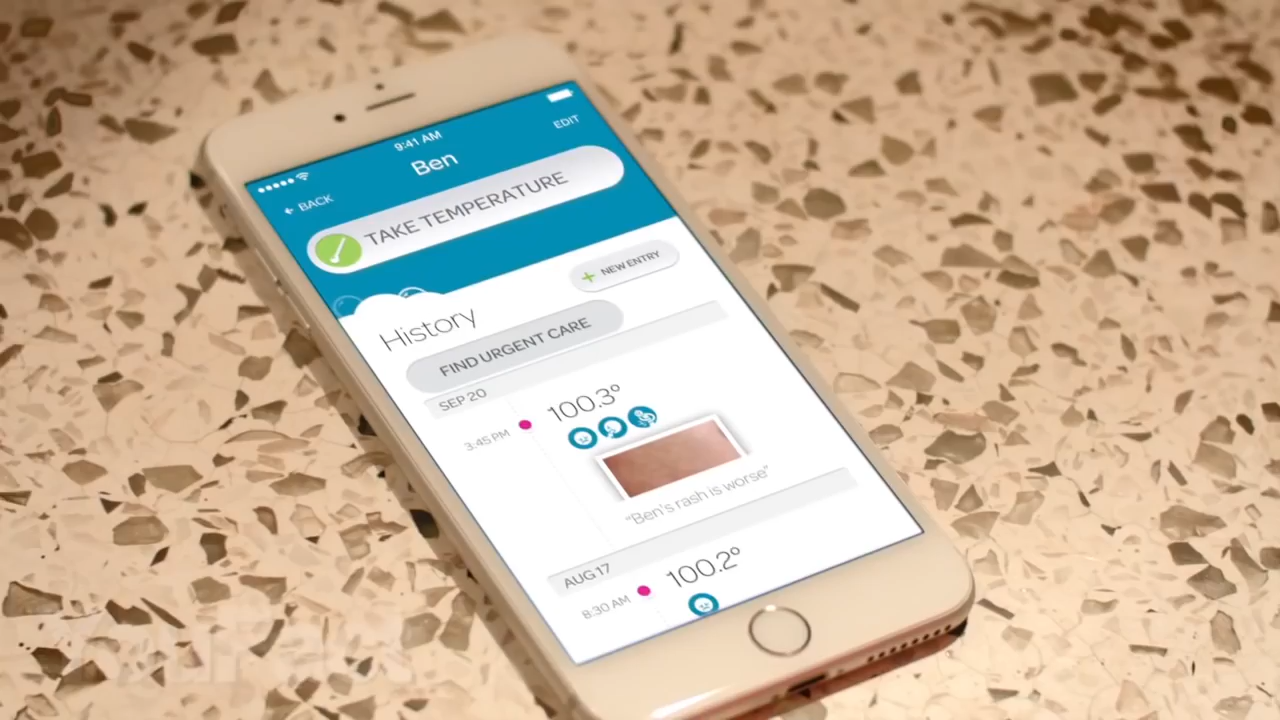 9:41 AM
← BACK
Ben
EDIT
TAKE TEMPERATURE
+ NEW ENTRY
History
FIND URGENT CARE
SEP 20
3:45 PM
100.3°
"Ben's rash is worse"
AUG 17
8:30 AM
100.2°